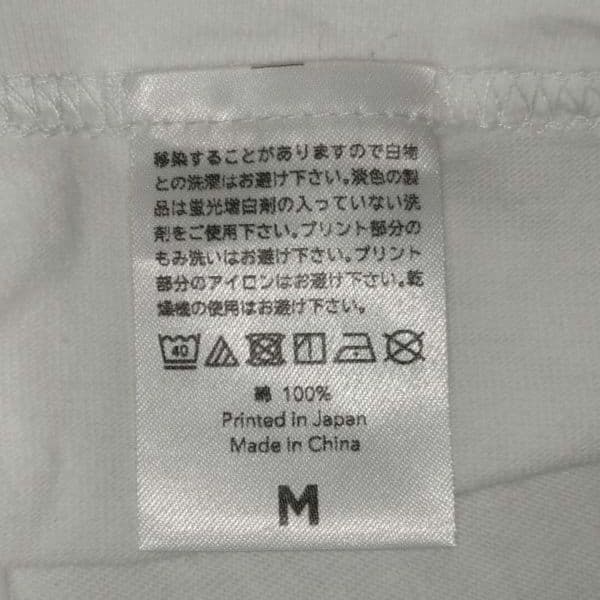 移染することがありますので白物
との洗濯はお避け下さい。淡色の製
品は蛍光増白剤の入っていない洗
剤をご使用下さい。プリント部分の
もみ洗いはお避け下さい。プリント
部分のアイロンはお避け下さい。乾
燥機の使用はお避け下さい。
40
綿 100%
Printed in Japan
Made in China
M